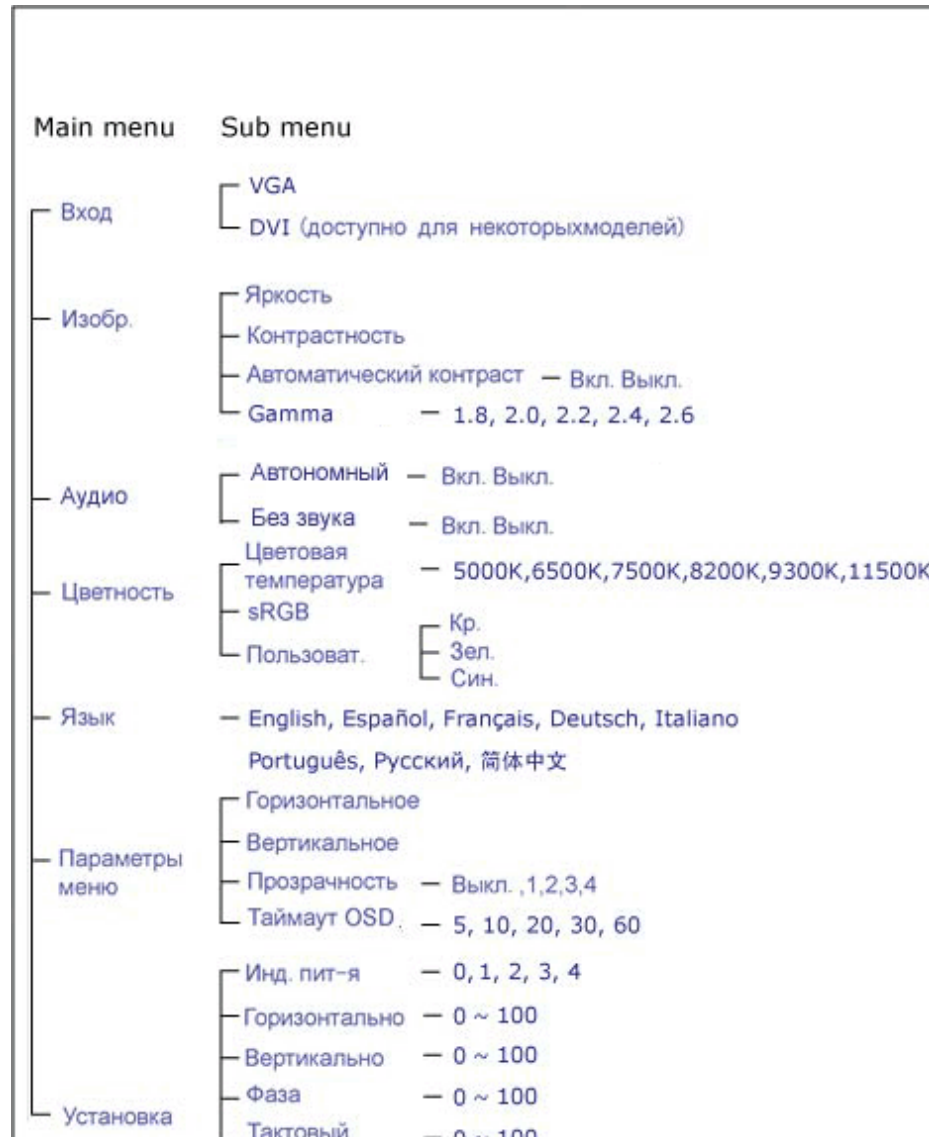 Main menu Sub menu
VGA
Вход
DVI (доступно для некоторыхмоделей)
Яркость
Изобр.
Контрастность
Автоматический контраст — Вкл. Выкл.
Gamma — 1.8, 2.0, 2.2, 2.4, 2.6
Автономный — Вкл. Выкл.
Аудио
Без звука — Вкл. Выкл.
Цветовая
температура — 5000K,6500K,7500K,8200K,9300K,11500K
Цветность
sRGB
Кр.
Пользоват. Зел.
Син.
Язык — English, Español, Français, Deutsch, Italiano
Português, Русский, 简体中文
Горизонтальное
Вертикальное
Параметры
меню
Прозрачность — Выкл. ,1,2,3,4
Таймаут OSD. — 5, 10, 20, 30, 60
Инд. пит-я — 0, 1, 2, 3, 4
Горизонтально — 0 ~ 100
Вертикально — 0 ~ 100
Фаза — 0 ~ 100
Установка
Тактовый — 0 ~ 100